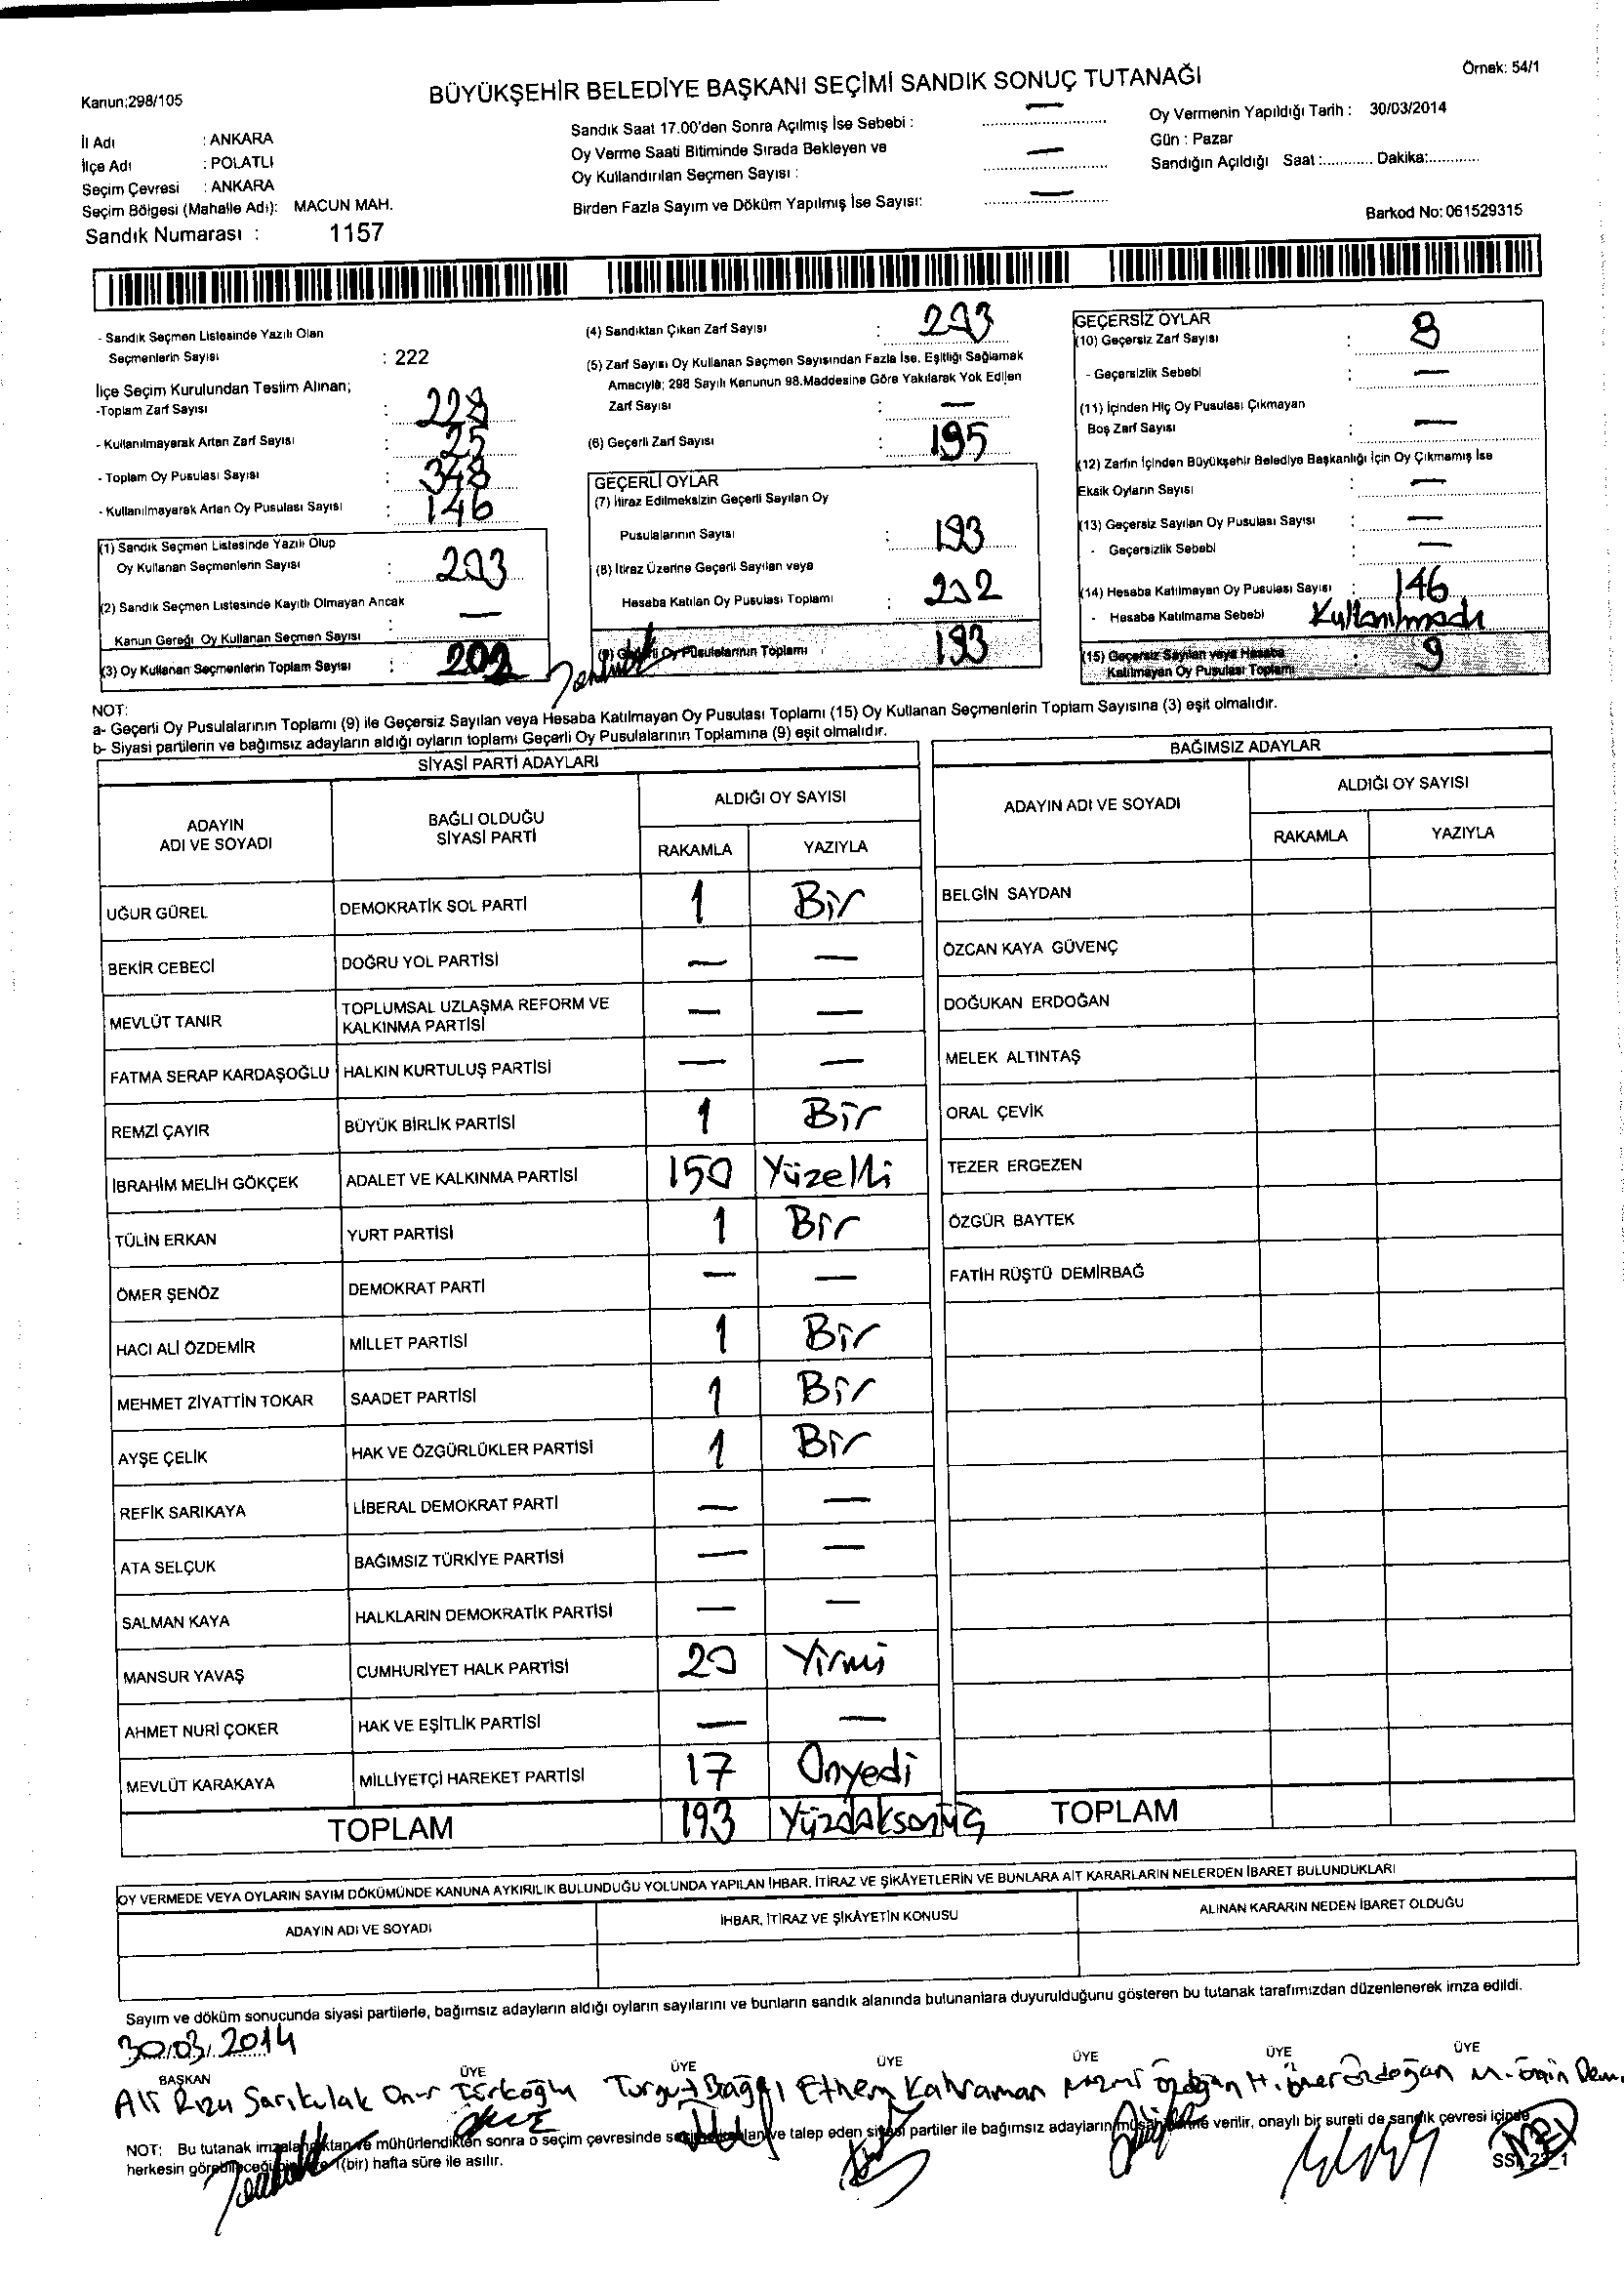 Kanun;298/105
BÜYÜKŞEHİR BELEDİYE BAŞKANI SEÇİMİ SANDIK SONUÇ TUTANAĞI
Örnek: 54/1
İl Adı : ANKARA
İlçe Adı : POLATLI
Seçim Çevresi : ANKARA
Seçim Bölgesi (Mahalle Adı): MACUN MAH.
Sandık Numarası : 1157
Sandık Saat 17.00'den Sonra Açılmış İse Sebebi : —
Oy Verme Saati Bitiminde Sırada Bekleyen ve
Oy Kullandırılan Seçmen Sayısı : —
Birden Fazla Sayım ve Döküm Yapılmış İse Sayısı: —
Oy Vermenin Yapıldığı Tarih : 30/03/2014
Gün : Pazar
Sandığın Açıldığı Saat :............ Dakika:............
Barkod No: 061529315
- Sandık Seçmen Listesinde Yazılı Olan
Seçmenlerin Sayısı : 222
İlçe Seçim Kurulundan Teslim Alınan;
-Toplam Zarf Sayısı :
- Kullanılmayarak Artan Zarf Sayısı : 25
- Toplam Oy Pusulası Sayısı : 348
- Kullanılmayarak Artan Oy Pusulası Sayısı : 146
(1) Sandık Seçmen Listesinde Yazılı Olup
Oy Kullanan Seçmenlerin Sayısı : 203
(2) Sandık Seçmen Listesinde Kayıtlı Olmayan Ancak
Kanun Gereği Oy Kullanan Seçmen Sayısı : —
(3) Oy Kullanan Seçmenlerin Toplam Sayısı : 202
(4) Sandıktan Çıkan Zarf Sayısı : 203
(5) Zarf Sayısı Oy Kullanan Seçmen Sayısından Fazla İse, Eşitliği Sağlamak
Amacıyla; 298 Sayılı Kanunun 98.Maddesine Göre Yakılarak Yok Edilen
Zarf Sayısı : —
(6) Geçerli Zarf Sayısı : 195
GEÇERLİ OYLAR
(7) İtiraz Edilmeksizin Geçerli Sayılan Oy
Pusulalarının Sayısı : 193
(8) İtiraz Üzerine Geçerli Sayılan veya
Hesaba Katılan Oy Pusulası Toplamı : 202
(9) Geçerli Oy Pusulalarının Toplamı : 193
GEÇERSİZ OYLAR
(10) Geçersiz Zarf Sayısı : 8
- Geçersizlik Sebebi : —
(11) İçinden Hiç Oy Pusulası Çıkmayan
Boş Zarf Sayısı : —
(12) Zarfın İçinden Büyükşehir Belediye Başkanlığı İçin Oy Çıkmamış İse
Eksik Oyların Sayısı : —
(13) Geçersiz Sayılan Oy Pusulası Sayısı : —
- Geçersizlik Sebebi : —
(14) Hesaba Katılmayan Oy Pusulası Sayısı : 146
- Hesaba Katılmama Sebebi Kullanılmadı
(15) Geçersiz Sayılan veya Hesaba
Katılmayan Oy Pusulası Toplamı : 9
NOT:
a- Geçerli Oy Pusulalarının Toplamı (9) ile Geçersiz Sayılan veya Hesaba Katılmayan Oy Pusulası Toplamı (15) Oy Kullanan Seçmenlerin Toplam Sayısına (3) eşit olmalıdır.
b- Siyasi partilerin ve bağımsız adayların aldığı oyların toplamı Geçerli Oy Pusulalarının Toplamına (9) eşit olmalıdır.
SİYASİ PARTİ ADAYLARI
ADAYIN ADI VE SOYADI BAĞLI OLDUĞU SİYASİ PARTİ ALDIĞI OY SAYISI
RAKAMLA YAZIYLA
UĞUR GÜREL DEMOKRATİK SOL PARTİ 1 Bir
BEKİR CEBECİ DOĞRU YOL PARTİSİ — —
MEVLÜT TANIR TOPLUMSAL UZLAŞMA REFORM VE KALKINMA PARTİSİ — —
FATMA SERAP KARDAŞOĞLU HALKIN KURTULUŞ PARTİSİ — —
REMZİ ÇAYIR BÜYÜK BİRLİK PARTİSİ 1 Bir
İBRAHİM MELİH GÖKÇEK ADALET VE KALKINMA PARTİSİ 150 Yüzelli
TÜLİN ERKAN YURT PARTİSİ 1 Bir
ÖMER ŞENÖZ DEMOKRAT PARTİ — —
HACI ALİ ÖZDEMİR MİLLET PARTİSİ 1 Bir
MEHMET ZİYATTİN TOKAR SAADET PARTİSİ 1 Bir
AYŞE ÇELİK HAK VE ÖZGÜRLÜKLER PARTİSİ 1 Bir
REFİK SARIKAYA LİBERAL DEMOKRAT PARTİ — —
ATA SELÇUK BAĞIMSIZ TÜRKİYE PARTİSİ — —
SALMAN KAYA HALKLARIN DEMOKRATİK PARTİSİ — —
MANSUR YAVAŞ CUMHURİYET HALK PARTİSİ 20 Yirmi
AHMET NURİ ÇOKER HAK VE EŞİTLİK PARTİSİ — —
MEVLÜT KARAKAYA MİLLİYETÇİ HAREKET PARTİSİ 17 Onyedi
TOPLAM 193
BAĞIMSIZ ADAYLAR
ADAYIN ADI VE SOYADI ALDIĞI OY SAYISI
RAKAMLA YAZIYLA
BELGİN SAYDAN
ÖZCAN KAYA GÜVENÇ
DOĞUKAN ERDOĞAN
MELEK ALTINTAŞ
ORAL ÇEVİK
TEZER ERGEZEN
ÖZGÜR BAYTEK
FATİH RÜŞTÜ DEMİRBAĞ
TOPLAM
OY VERMEDE VEYA OYLARIN SAYIM DÖKÜMÜNDE KANUNA AYKIRILIK BULUNDUĞU YOLUNDA YAPILAN İHBAR, İTİRAZ VE ŞİKÂYETLERİN VE BUNLARA AİT KARARLARIN NELERDEN İBARET BULUNDUKLARI
ADAYIN ADI VE SOYADI İHBAR, İTİRAZ VE ŞİKÂYETİN KONUSU ALINAN KARARIN NEDEN İBARET OLDUĞU
Sayım ve döküm sonucunda siyasi partilerle, bağımsız adayların aldığı oyların sayılarını ve bunların sandık alanında bulunanlara duyurulduğunu gösteren bu tutanak tarafımızdan düzenlenerek imza edildi.
30.03.2014
BAŞKAN ÜYE ÜYE ÜYE ÜYE ÜYE ÜYE
Ali Rıza Sarıkulak Onur Türkoğlu Turgut Ethem Kahraman Nazmi Özdoğan H. Ömer Özdoğan M. Emin
NOT: Bu tutanak imzalandıktan ve mühürlendikten sonra o seçim çevresinde ve talep eden siyasi partiler ile bağımsız adayların müşahitlerine verilir, onaylı bir sureti de sandık çevresi içinde
herkesin görebileceği bir yere 1(bir) hafta süre ile asılır.